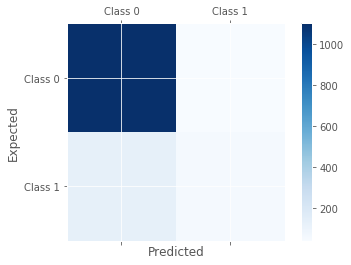 Class 0 Class 1
Class 0
Class 1
Expected
Predicted
1000
800
600
400
200